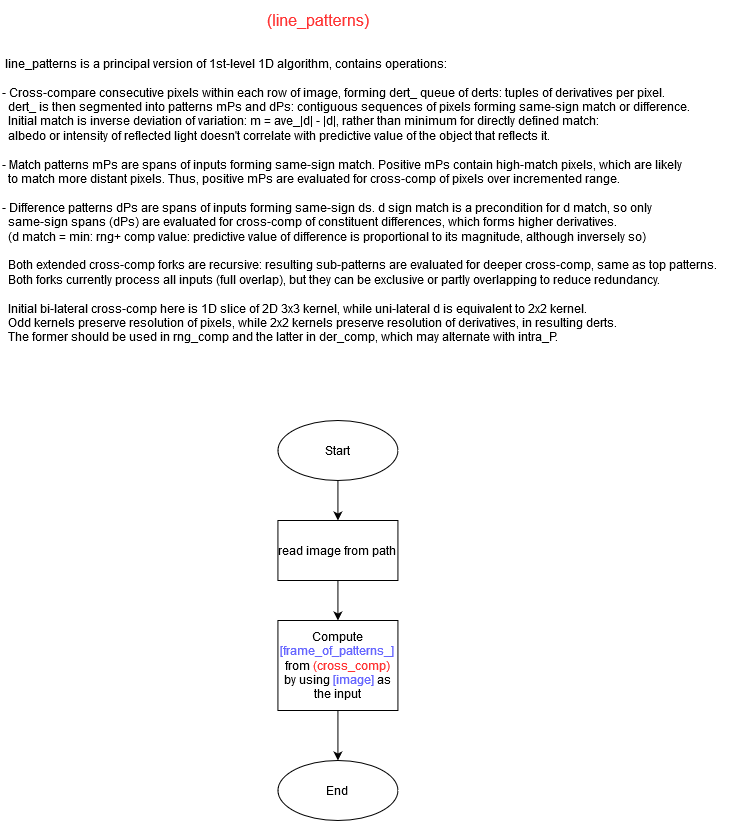 (line_patterns)
line_patterns is a principal version of 1st-level 1D algorithm, contains operations:
- Cross-compare consecutive pixels within each row of image, forming dert_ queue of derts: tuples of derivatives per pixel.
dert_ is then segmented into patterns mPs and dPs: contiguous sequences of pixels forming same-sign match or difference.
Initial match is inverse deviation of variation: m = ave_|d| - |d|, rather than minimum for directly defined match:
albedo or intensity of reflected light doesn't correlate with predictive value of the object that reflects it.
- Match patterns mPs are spans of inputs forming same-sign match. Positive mPs contain high-match pixels, which are likely
to match more distant pixels. Thus, positive mPs are evaluated for cross-comp of pixels over incremented range.
- Difference patterns dPs are spans of inputs forming same-sign ds. d sign match is a precondition for d match, so only
same-sign spans (dPs) are evaluated for cross-comp of constituent differences, which forms higher derivatives.
(d match = min: rng+ comp value: predictive value of difference is proportional to its magnitude, although inversely so)
Both extended cross-comp forks are recursive: resulting sub-patterns are evaluated for deeper cross-comp, same as top patterns.
Both forks currently process all inputs (full overlap), but they can be exclusive or partly overlapping to reduce redundancy.
Initial bi-lateral cross-comp here is 1D slice of 2D 3x3 kernel, while uni-lateral d is equivalent to 2x2 kernel.
Odd kernels preserve resolution of pixels, while 2x2 kernels preserve resolution of derivatives, in resulting derts.
The former should be used in rng_comp and the latter in der_comp, which may alternate with intra_P.
Start
read image from path
Compute
[frame_of_patterns_]
from (cross_comp)
by using [image] as
the input
End